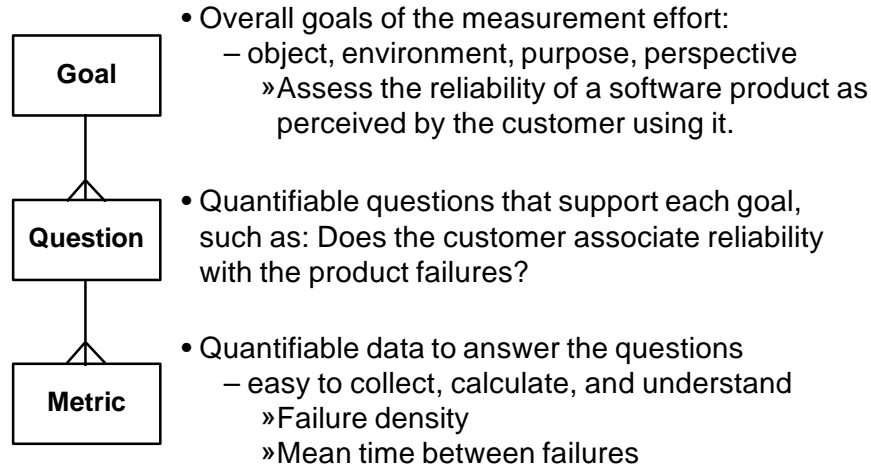 • Overall goals of the measurement effort:
– object, environment, purpose, perspective
Goal
»Assess the reliability of a software product as
perceived by the customer using it.
• Quantifiable questions that support each goal,
Question
such as: Does the customer associate reliability
with the product failures?
• Quantifiable data to answer the questions
– easy to collect, calculate, and understand
Metric
»Failure density
»Mean time between failures